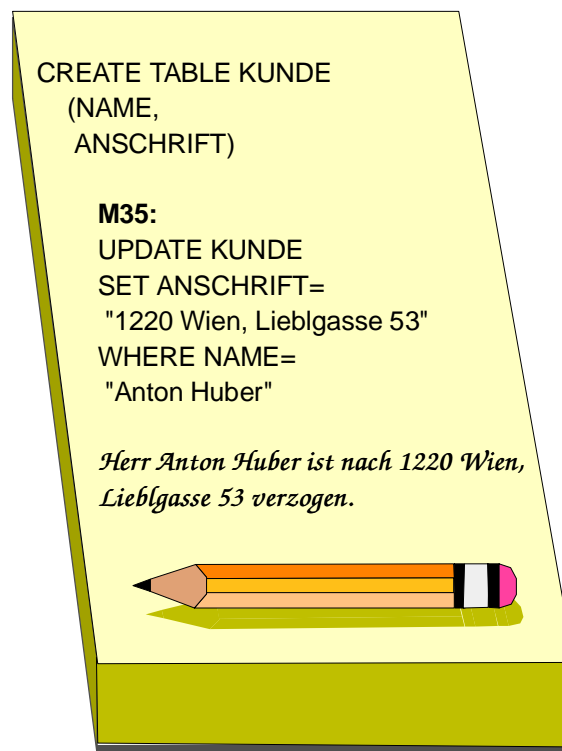 CREATE TABLE KUNDE
(NAME,
ANSCHRIFT)
M35:
UPDATE KUNDE
SET ANSCHRIFT=
"1220 Wien, Lieblgasse 53"
WHERE NAME=
"Anton Huber"
Herr Anton Huber ist nach 1220 Wien,
Lieblgasse 53 verzogen.